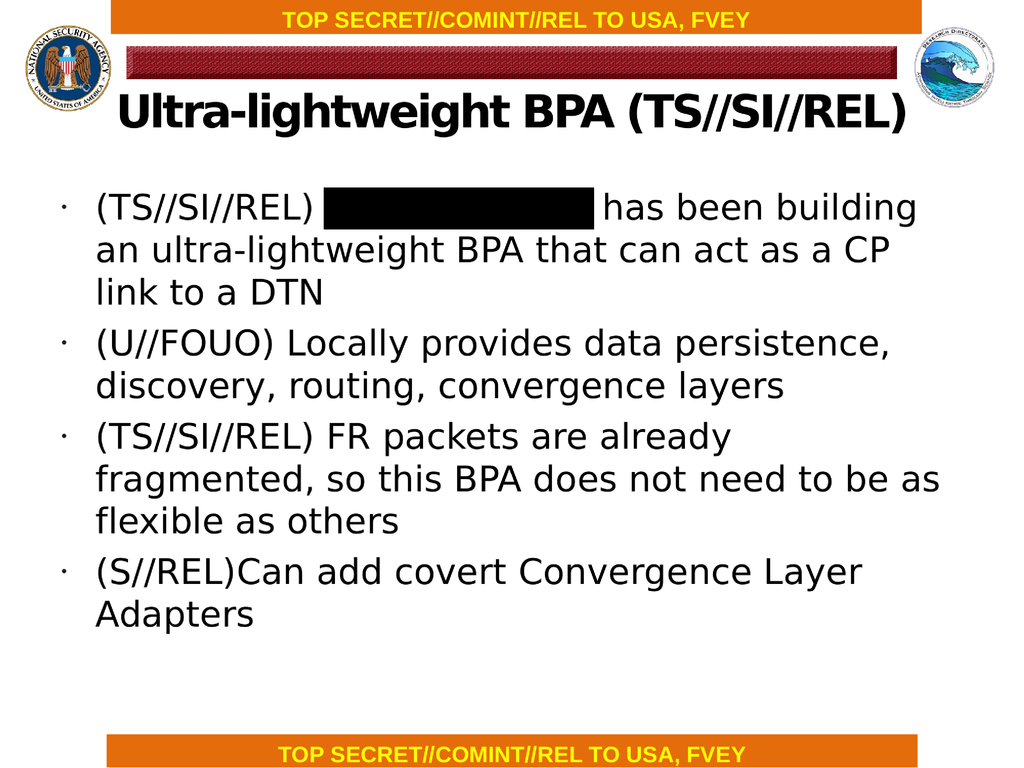 TOP SECRET//COMINT//REL TO USA, FVEY
NATIONAL SECURITY AGENCY
UNITED STATES OF AMERICA
RESEARCH DIRECTORATE
Ultra-lightweight BPA (TS//SI//REL)
· (TS//SI//REL) has been building
an ultra-lightweight BPA that can act as a CP
link to a DTN
· (U//FOUO) Locally provides data persistence,
discovery, routing, convergence layers
· (TS//SI//REL) FR packets are already
fragmented, so this BPA does not need to be as
flexible as others
· (S//REL)Can add covert Convergence Layer
Adapters
TOP SECRET//COMINT//REL TO USA, FVEY